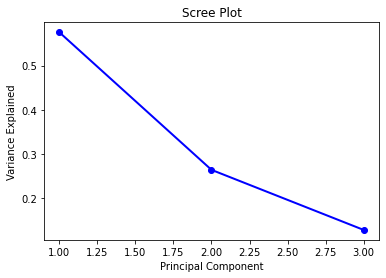 Scree Plot
Variance Explained
0.5
0.4
0.3
0.2
1.00 1.25 1.50 1.75 2.00 2.25 2.50 2.75 3.00
Principal Component